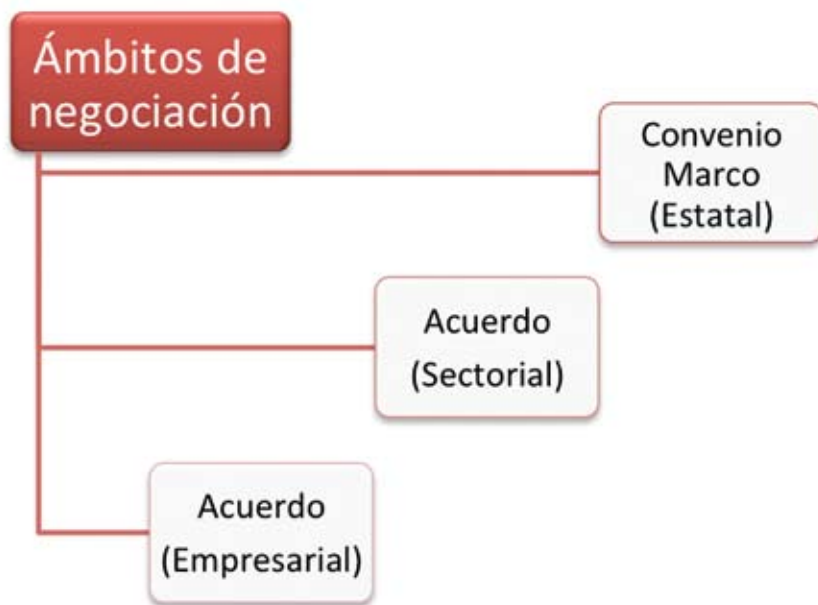 Ámbitos de
negociación
Convenio
Marco
(Estatal)
Acuerdo
(Sectorial)
Acuerdo
(Empresarial)